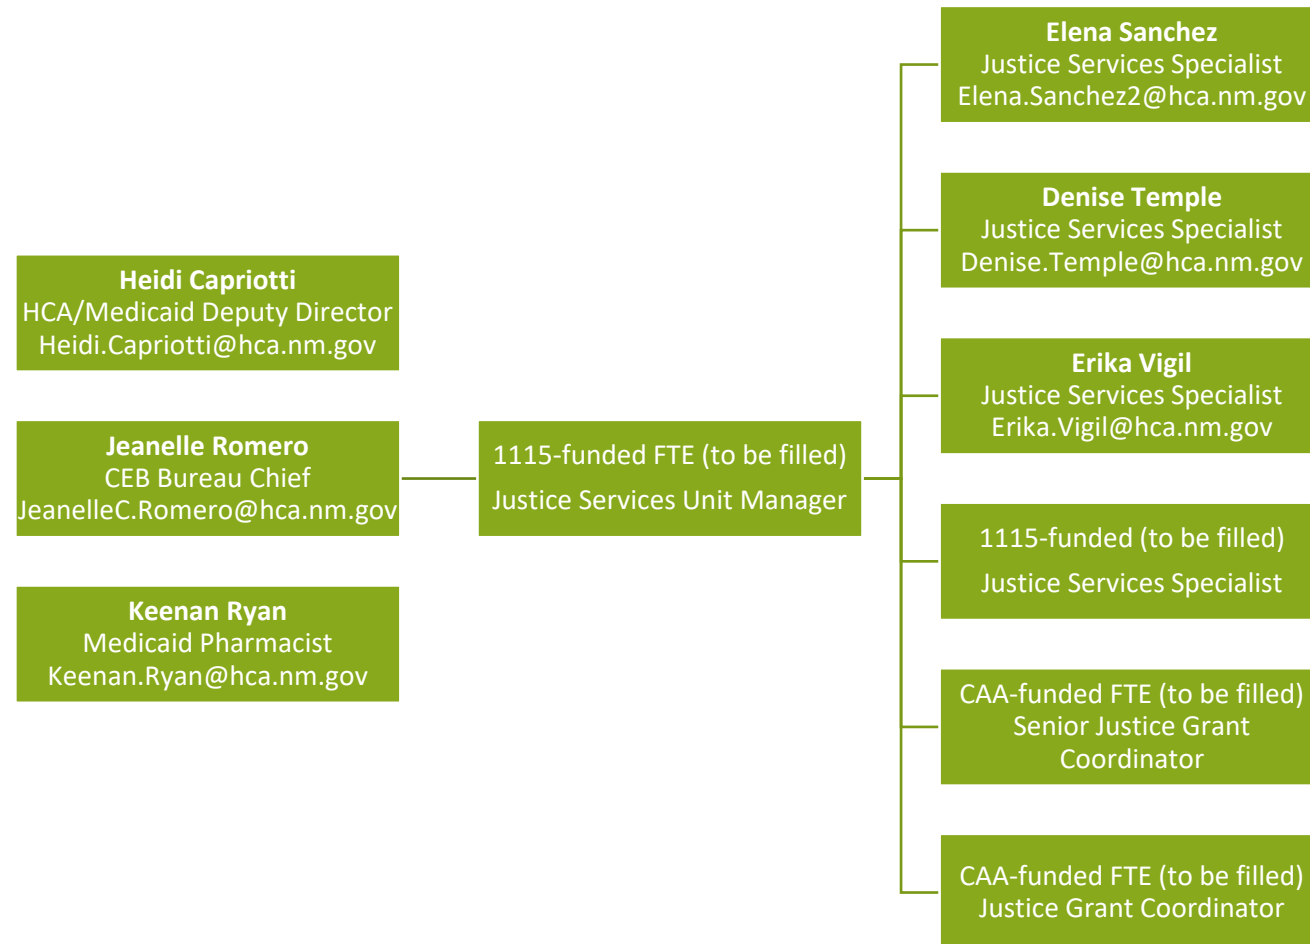 Heidi Capriotti
HCA/Medicaid Deputy Director
Heidi.Capriotti@hca.nm.gov
Jeanelle Romero
CEB Bureau Chief
JeanelleC.Romero@hca.nm.gov
Keenan Ryan
Medicaid Pharmacist
Keenan.Ryan@hca.nm.gov
1115-funded FTE (to be filled)
Justice Services Unit Manager
Elena Sanchez
Justice Services Specialist
Elena.Sanchez2@hca.nm.gov
Denise Temple
Justice Services Specialist
Denise.Temple@hca.nm.gov
Erika Vigil
Justice Services Specialist
Erika.Vigil@hca.nm.gov
1115-funded (to be filled)
Justice Services Specialist
CAA-funded FTE (to be filled)
Senior Justice Grant
Coordinator
CAA-funded FTE (to be filled)
Justice Grant Coordinator